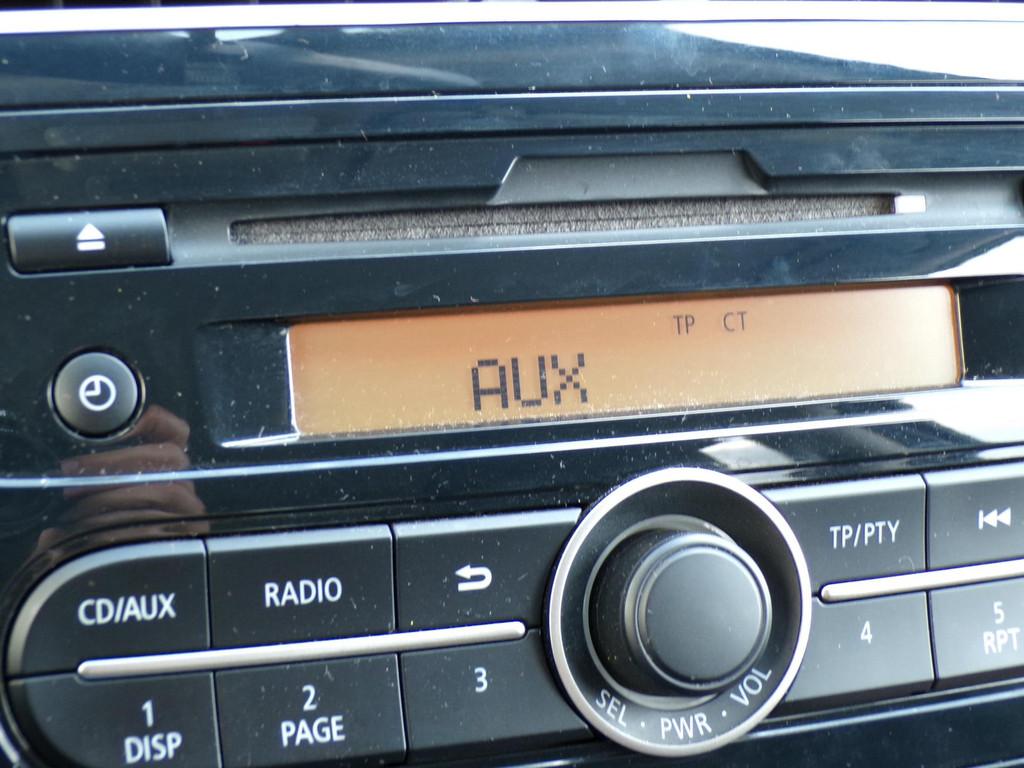 TP CT
AUX
CD/AUX
RADIO
TP/PTY
1
DISP
2
PAGE
3
SEL · PWR · VOL
4
5
RPT